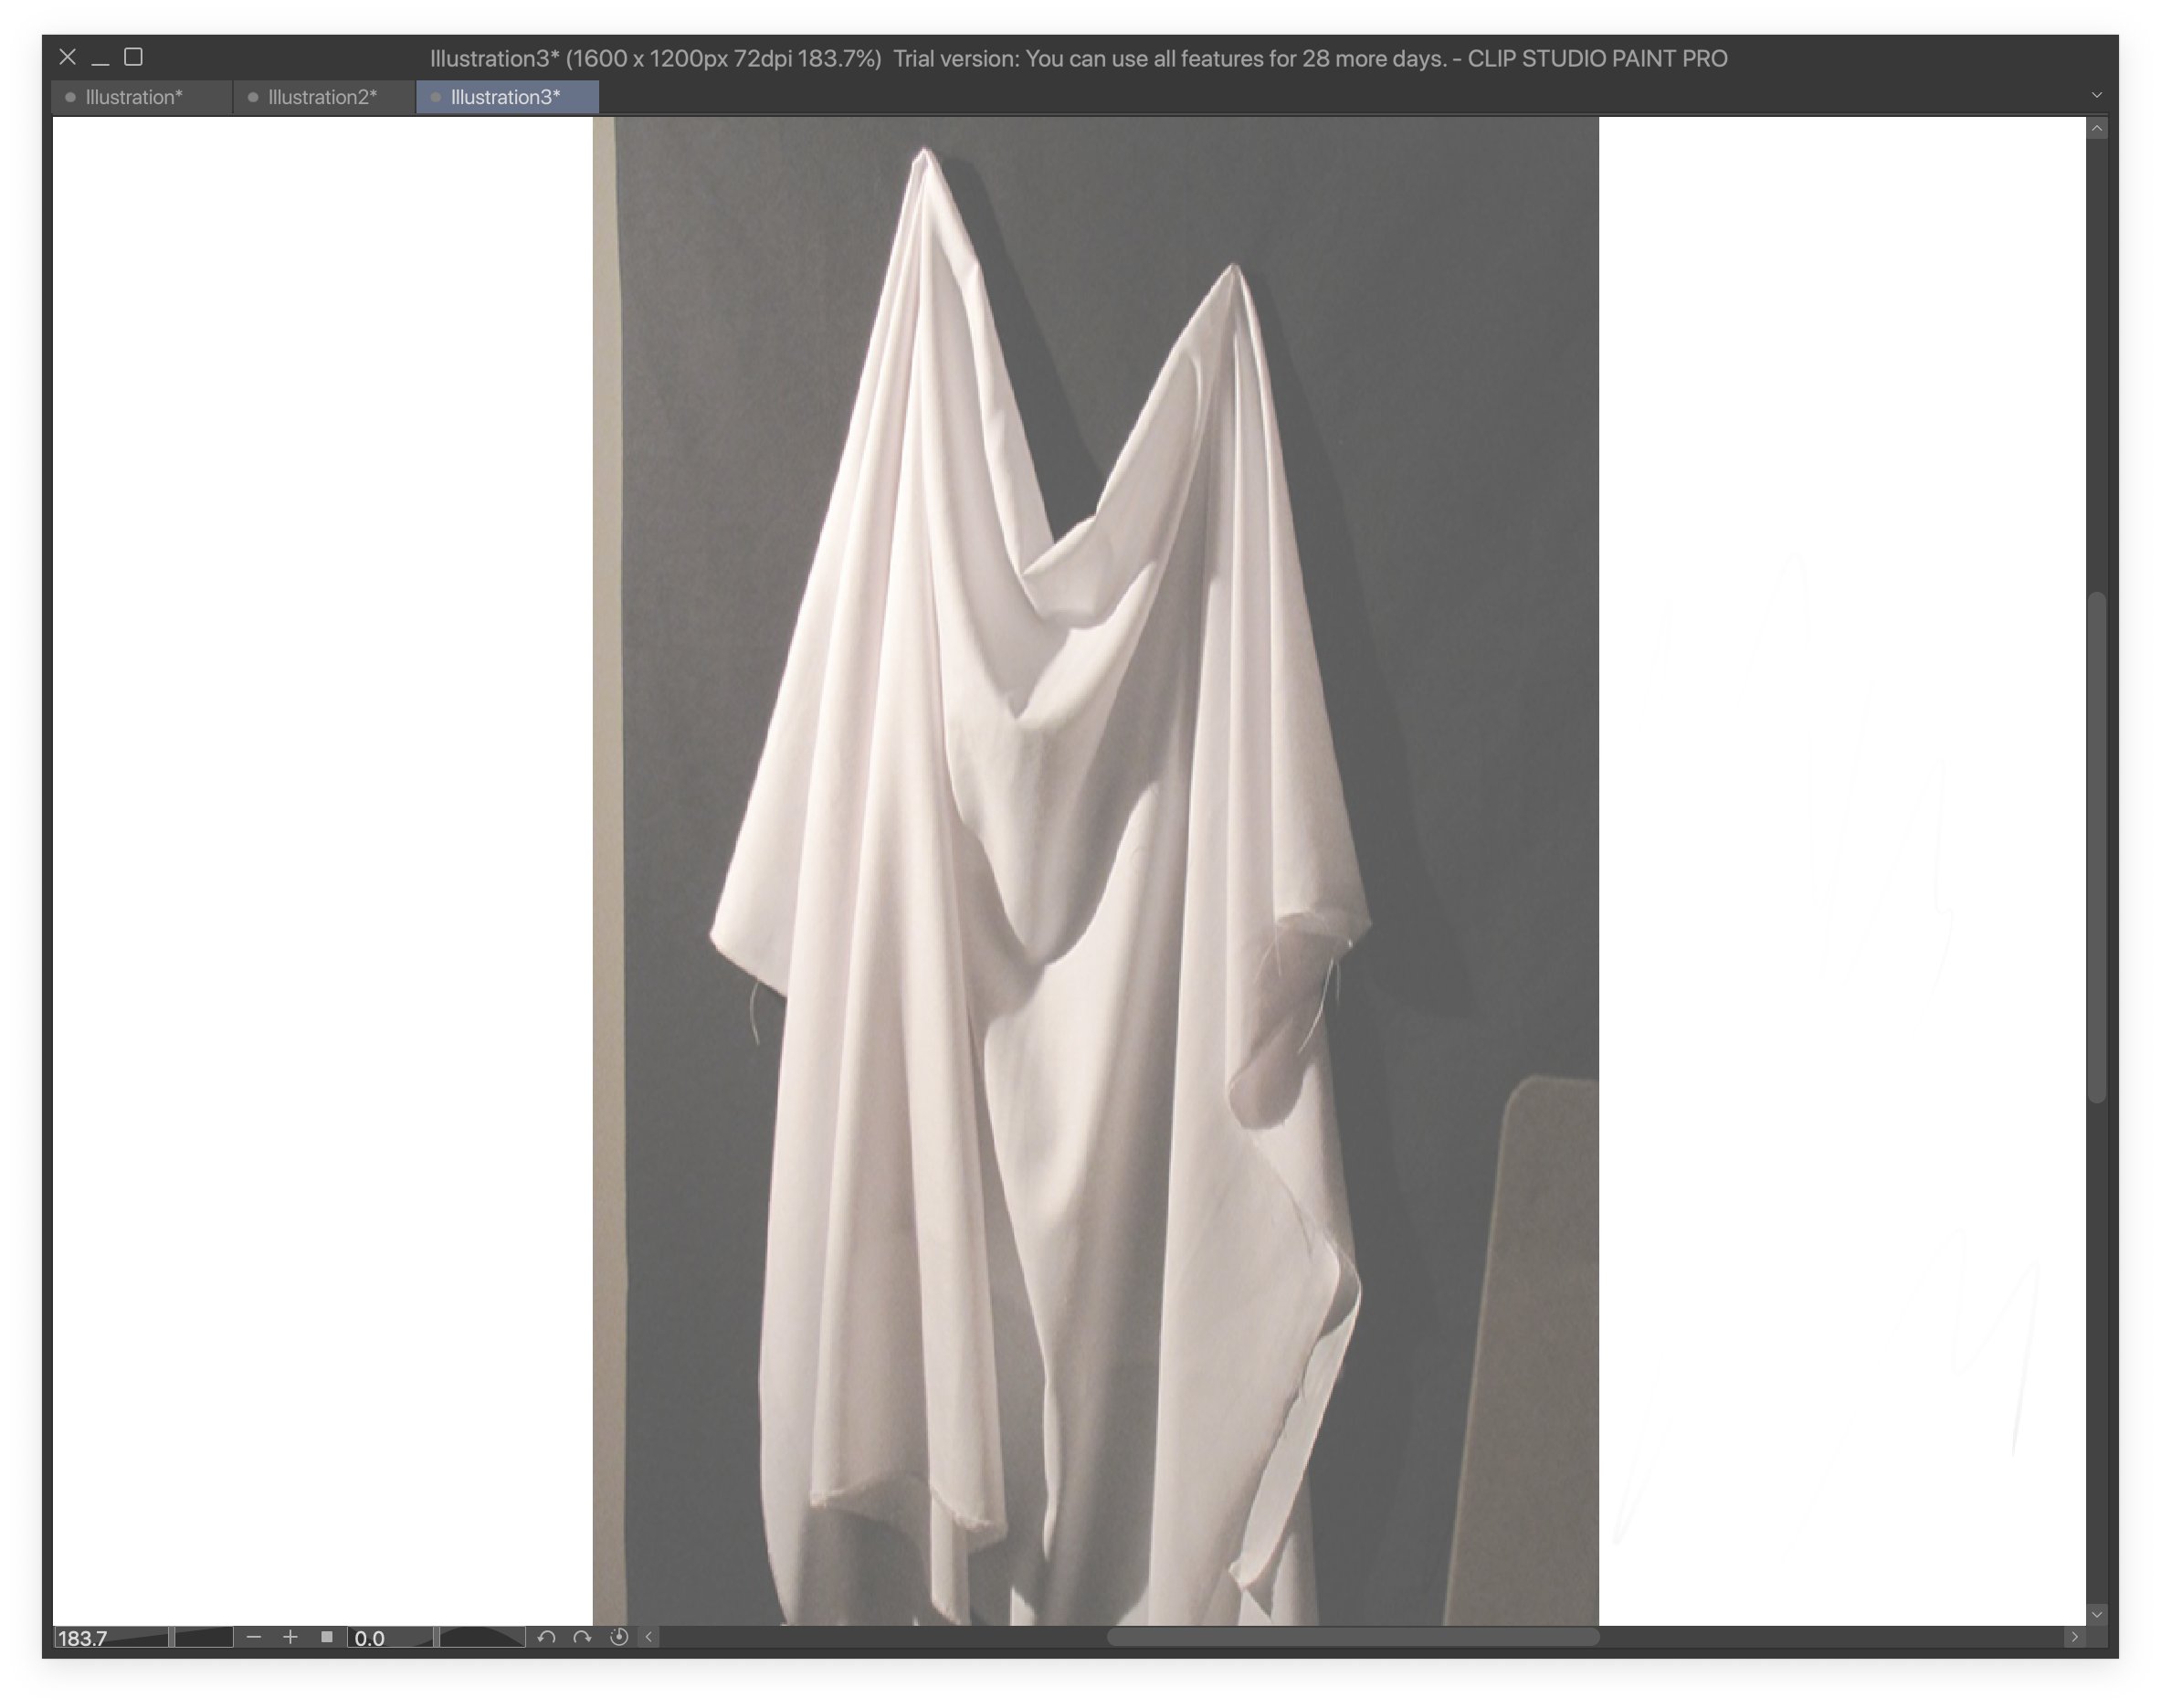 Illustration3* (1600 x 1200px 72dpi 183.7%)  Trial version: You can use all features for 28 more days. - CLIP STUDIO PAINT PRO
Illustration* Illustration2* Illustration3*
183.7 0.0